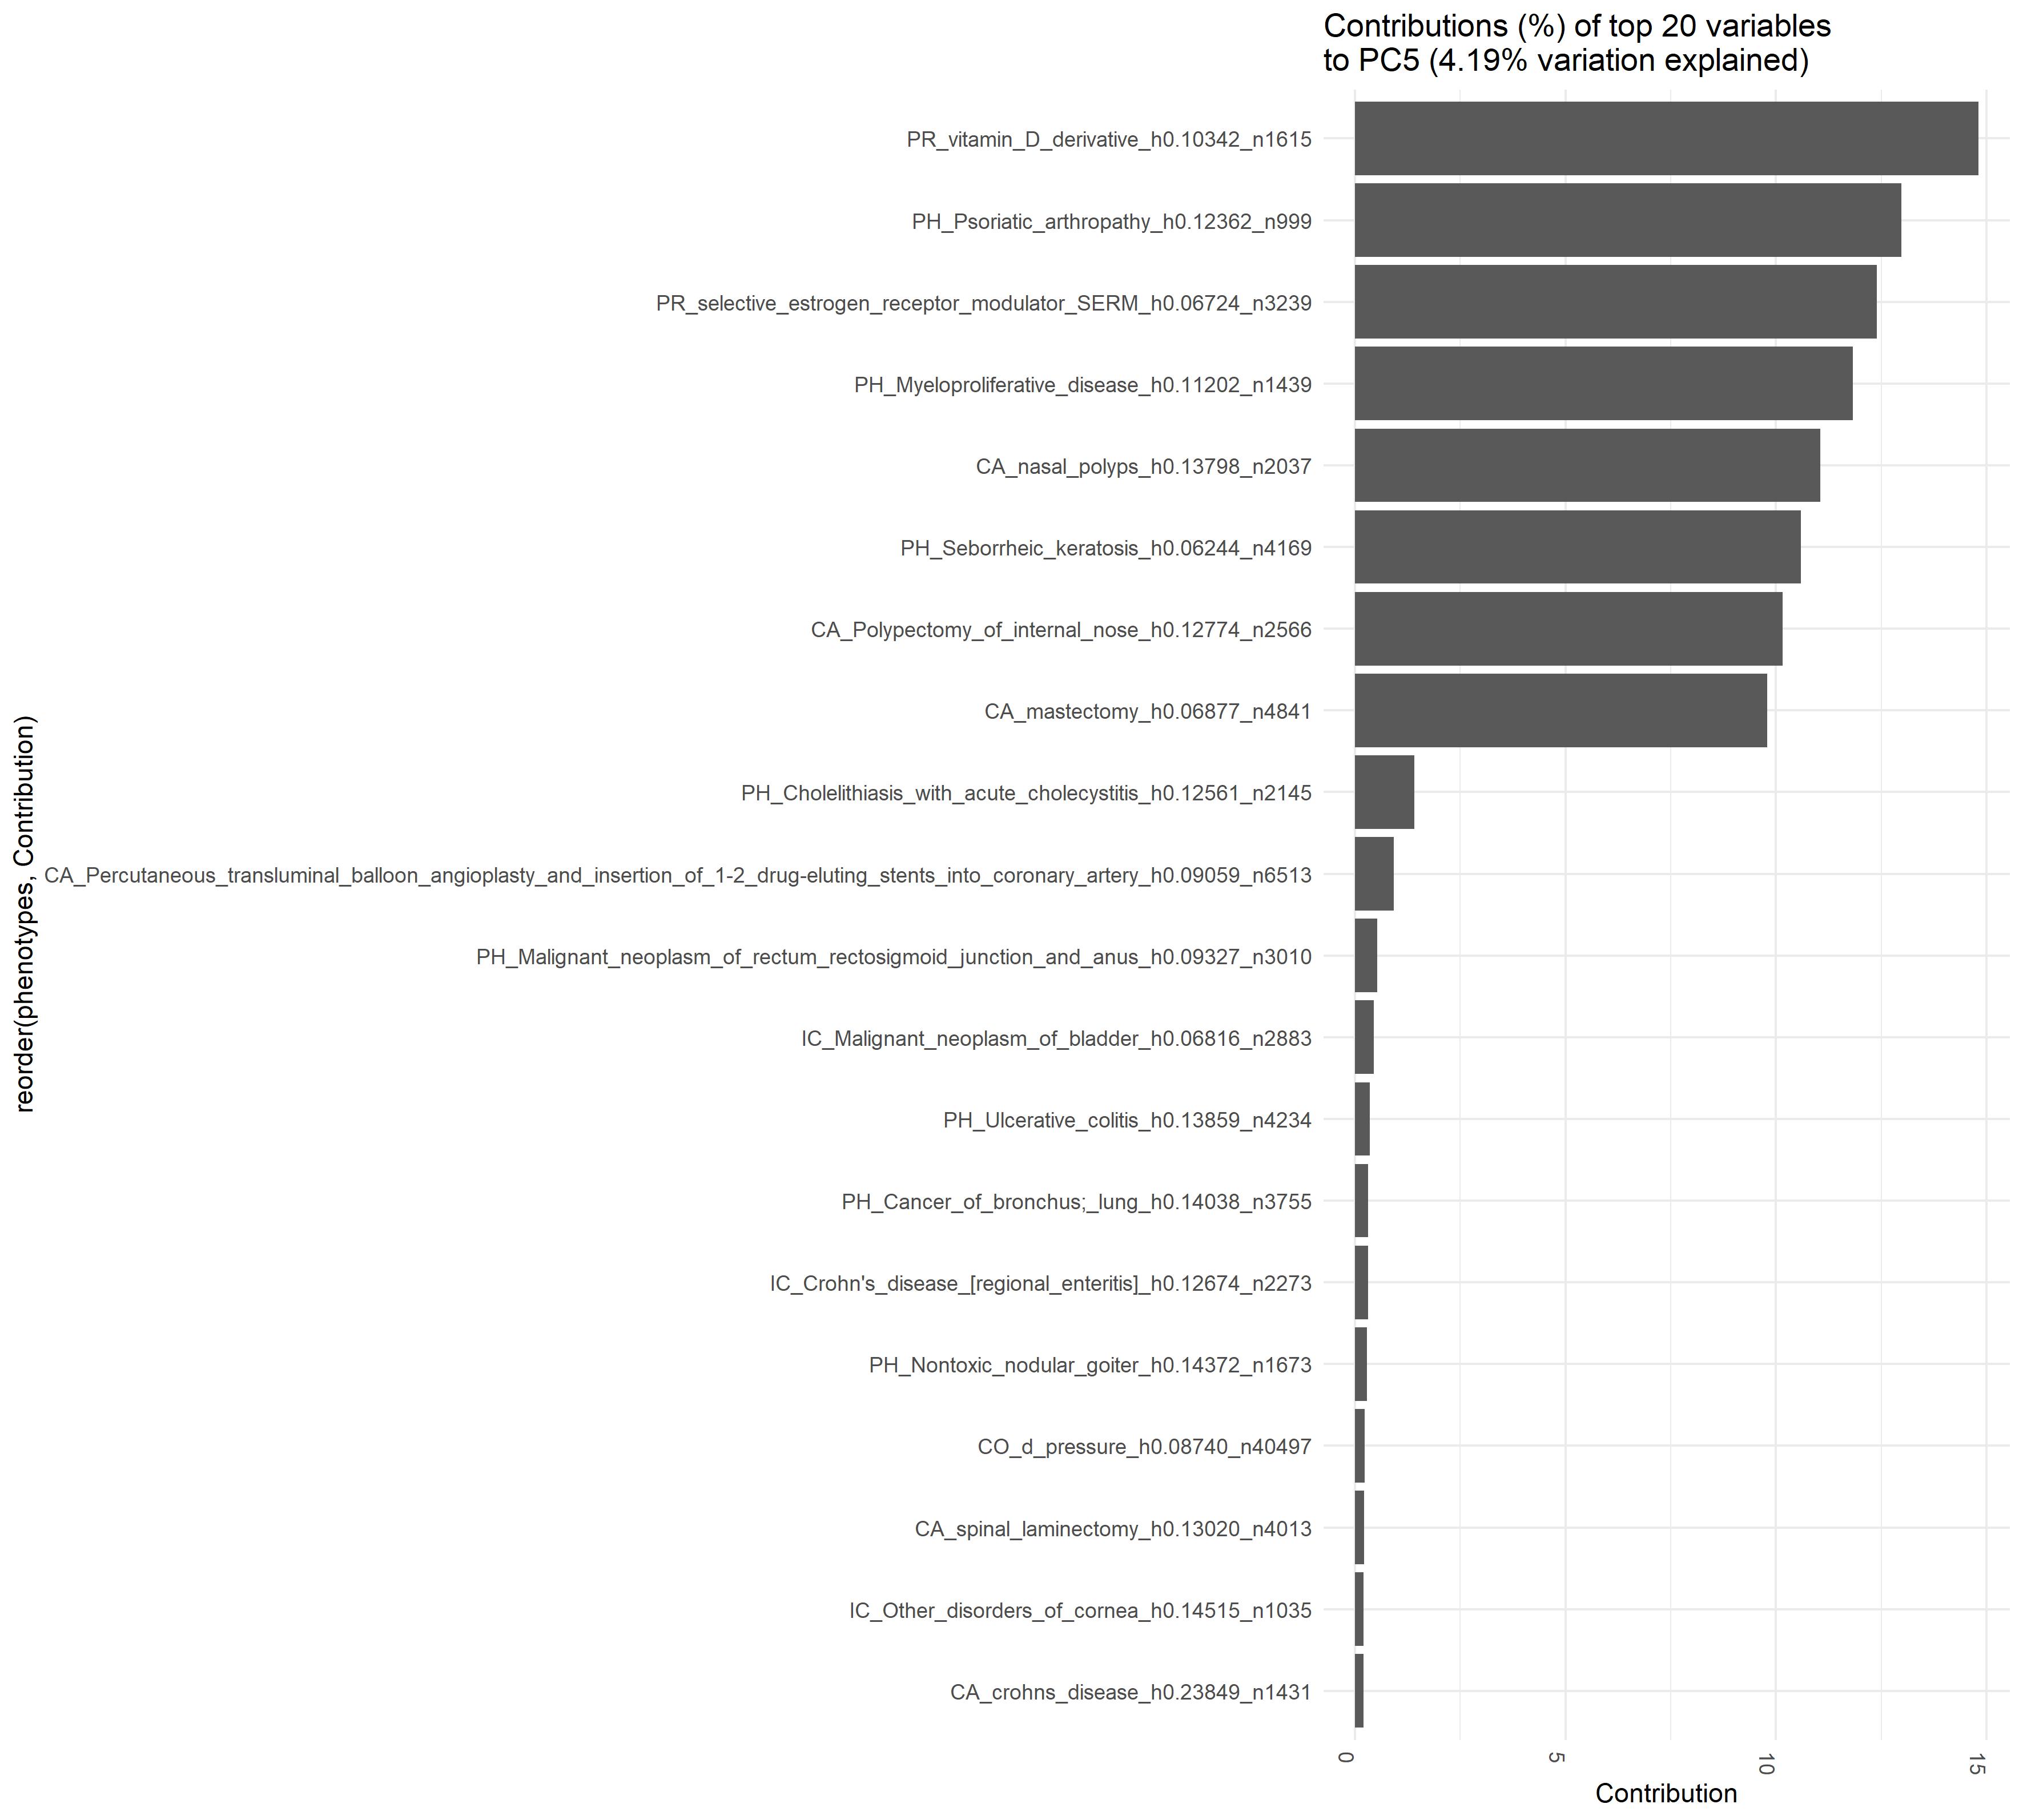 Contributions (%) of top 20 variables
to PC5 (4.19% variation explained)
PR_vitamin_D_derivative_h0.10342_n1615
PH_Psoriatic_arthropathy_h0.12362_n999
PR_selective_estrogen_receptor_modulator_SERM_h0.06724_n3239
PH_Myeloproliferative_disease_h0.11202_n1439
CA_nasal_polyps_h0.13798_n2037
PH_Seborrheic_keratosis_h0.06244_n4169
CA_Polypectomy_of_internal_nose_h0.12774_n2566
CA_mastectomy_h0.06877_n4841
PH_Cholelithiasis_with_acute_cholecystitis_h0.12561_n2145
CA_Percutaneous_transluminal_balloon_angioplasty_and_insertion_of_1-2_drug-eluting_stents_into_coronary_artery_h0.09059_n6513
PH_Malignant_neoplasm_of_rectum_rectosigmoid_junction_and_anus_h0.09327_n3010
IC_Malignant_neoplasm_of_bladder_h0.06816_n2883
PH_Ulcerative_colitis_h0.13859_n4234
PH_Cancer_of_bronchus;_lung_h0.14038_n3755
IC_Crohn's_disease_[regional_enteritis]_h0.12674_n2273
PH_Nontoxic_nodular_goiter_h0.14372_n1673
CO_d_pressure_h0.08740_n40497
CA_spinal_laminectomy_h0.13020_n4013
IC_Other_disorders_of_cornea_h0.14515_n1035
CA_crohns_disease_h0.23849_n1431
reorder(phenotypes, Contribution)
0
5
10
15
Contribution